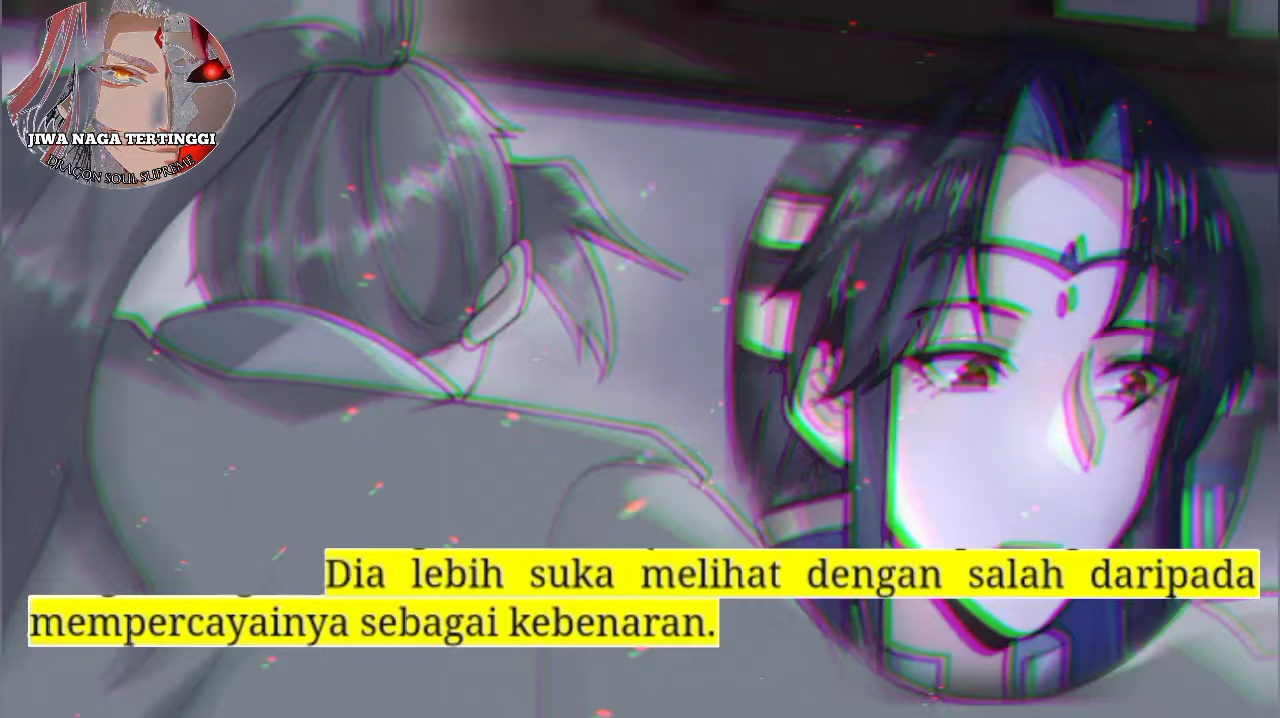 JIWA NAGA TERTINGGI
DRAGON SOUL SUPREME
Dia lebih suka melihat dengan salah daripada
mempercayainya sebagai kebenaran.